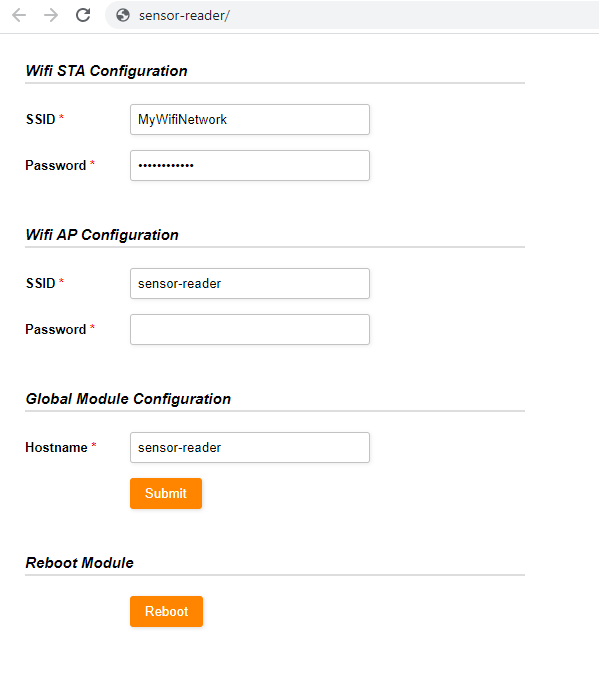 sensor-reader/
Wifi STA Configuration
SSID * MyWifiNetwork
Password * ••••••••••••
Wifi AP Configuration
SSID * sensor-reader
Password *
Global Module Configuration
Hostname * sensor-reader
Submit
Reboot Module
Reboot